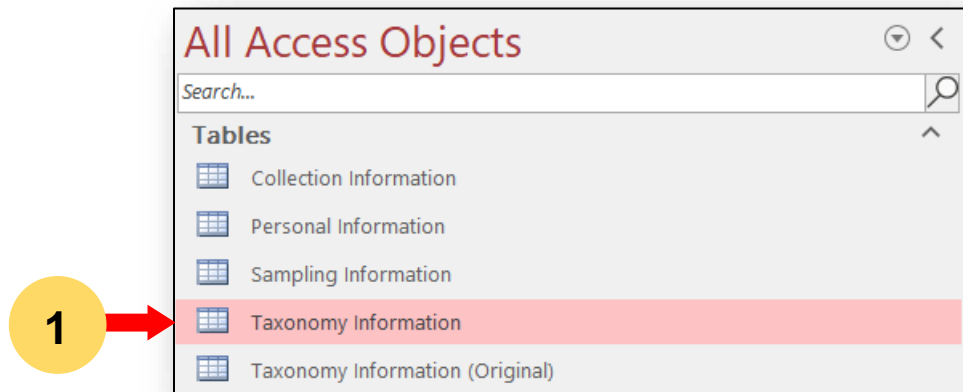 All Access Objects
Search...
Tables
Collection Information
Personal Information
Sampling Information
1
Taxonomy Information
Taxonomy Information (Original)